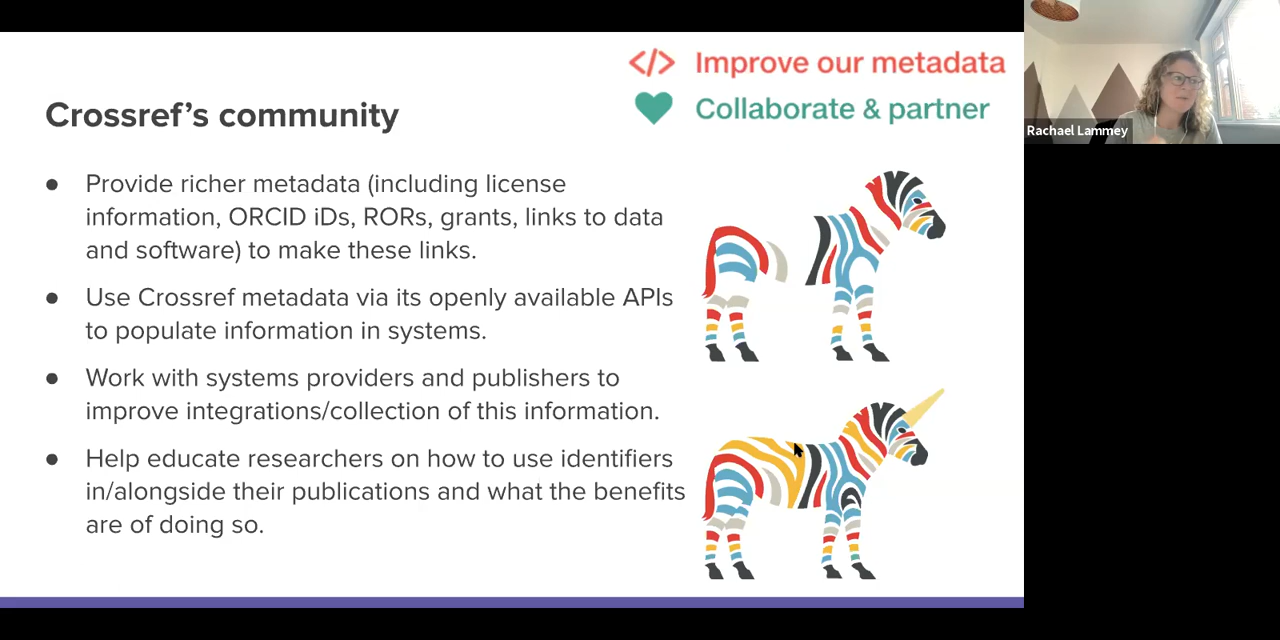 </> Improve our metadata
Collaborate & partner
Crossref's community
● Provide richer metadata (including license
information, ORCID iDs, RORs, grants, links to data
and software) to make these links.
● Use Crossref metadata via its openly available APIs
to populate information in systems.
● Work with systems providers and publishers to
improve integrations/collection of this information.
● Help educate researchers on how to use identifiers
in/alongside their publications and what the benefits
are of doing so.
Rachael Lammey